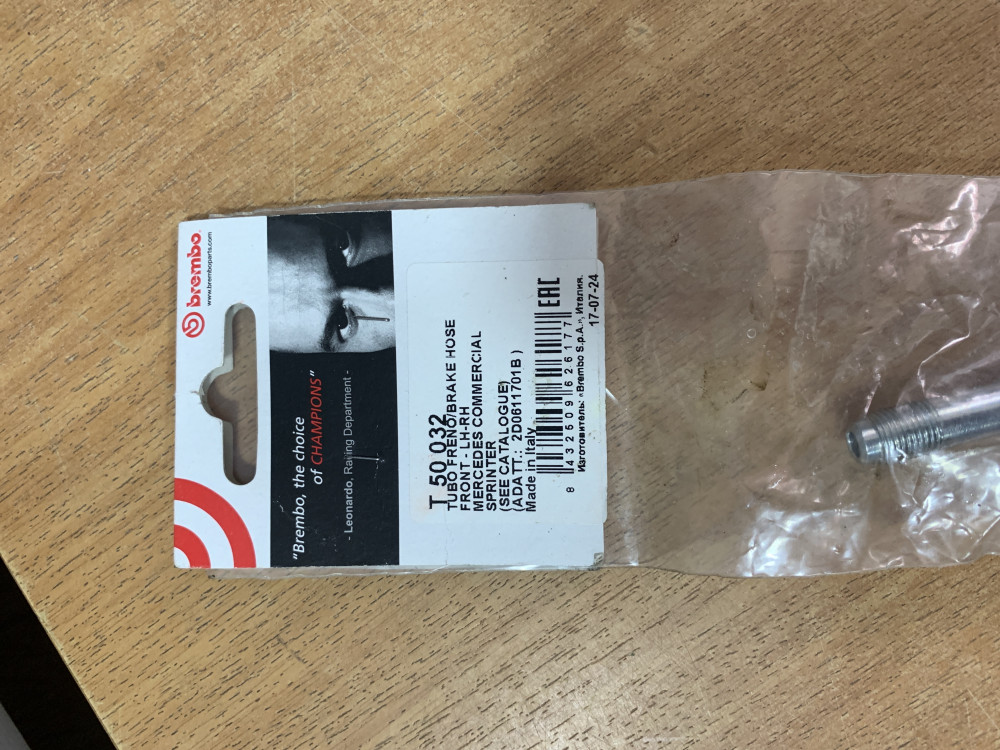 brembo
www.bremboparts.com
"Brembo, the choice
of CHAMPIONS"
- Leonardo, Racing Department -
T 50 032
TUBO FRENO/BRAKE HOSE
FRONT - LH-RH
MERCEDES COMMERCIAL
SPRINTER
(SEE CATALOGUE)
(ADATT.: 2D0611701B )
Made in Italy
EAC
8 432509 626177
Изготовитель: «Brembo S.p.A.», Италия.
17-07-24